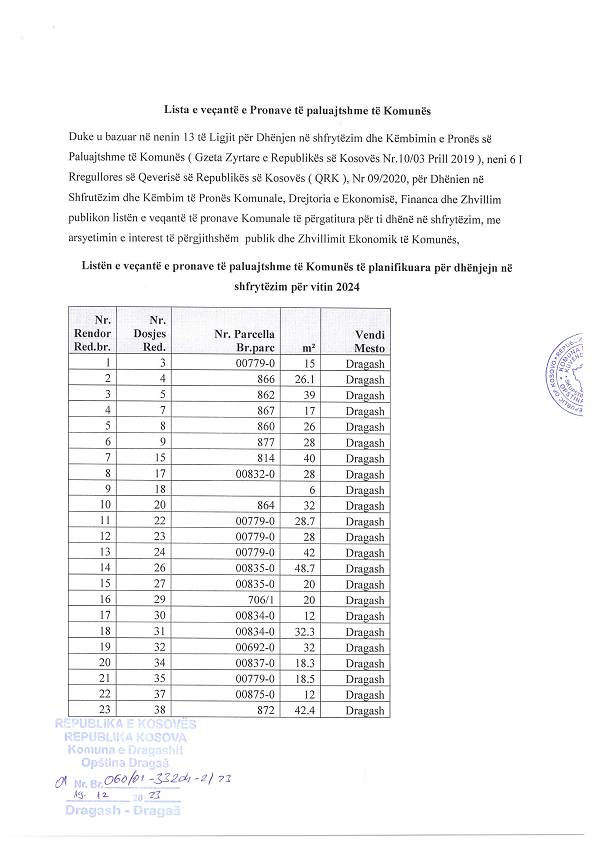 Lista e veçantë e Pronave të paluajtshme të Komunës
Duke u bazuar në nenin 13 të Ligjit për Dhënjen në shfrytëzim dhe Këmbimin e Pronës së
Paluajtshme të Komunës ( Gzeta Zyrtare e Republikës së Kosovës Nr.10/03 Prill 2019 ), neni 6 I
Rregullores së Qeverisë së Republikës së Kosovës ( QRK ), Nr 09/2020, për Dhënien në
Shfrutëzim dhe Këmbim të Pronës Komunale, Drejtoria e Ekonomisë, Financa dhe Zhvillim
publikon listën e veqantë të pronave Komunale të përgatitura për ti dhënë në shfrytëzim, me
arsyetimin e interest të përgjithshëm publik dhe Zhvillimit Ekonomik të Komunës,
Listën e veçantë e pronave të paluajtshme të Komunës të planifikuara për dhënjejn në
shfrytëzim për vitin 2024
Nr. Rendor Red.br. Nr. Dosjes Red. Nr. Parcella Br.parc m² Vendi Mesto
1 3 00779-0 15 Dragash
2 4 866 26.1 Dragash
3 5 862 39 Dragash
4 7 867 17 Dragash
5 8 860 26 Dragash
6 9 877 28 Dragash
7 15 814 40 Dragash
8 17 00832-0 28 Dragash
9 18 6 Dragash
10 20 864 32 Dragash
11 22 00779-0 28.7 Dragash
12 23 00779-0 28 Dragash
13 24 00779-0 42 Dragash
14 26 00835-0 48.7 Dragash
15 27 00835-0 20 Dragash
16 29 706/1 20 Dragash
17 30 00834-0 12 Dragash
18 31 00834-0 32.3 Dragash
19 32 00692-0 32 Dragash
20 34 00837-0 18.3 Dragash
21 35 00779-0 18.5 Dragash
22 37 00875-0 12 Dragash
23 38 872 42.4 Dragash
REPUBLIKA E KOSOVËS
REPUBLIKA KOSOVA
Komuna e Dragashit
Opština Dragaš
Nr. Br.
19. 12 20 23
Dragash - Dragaš